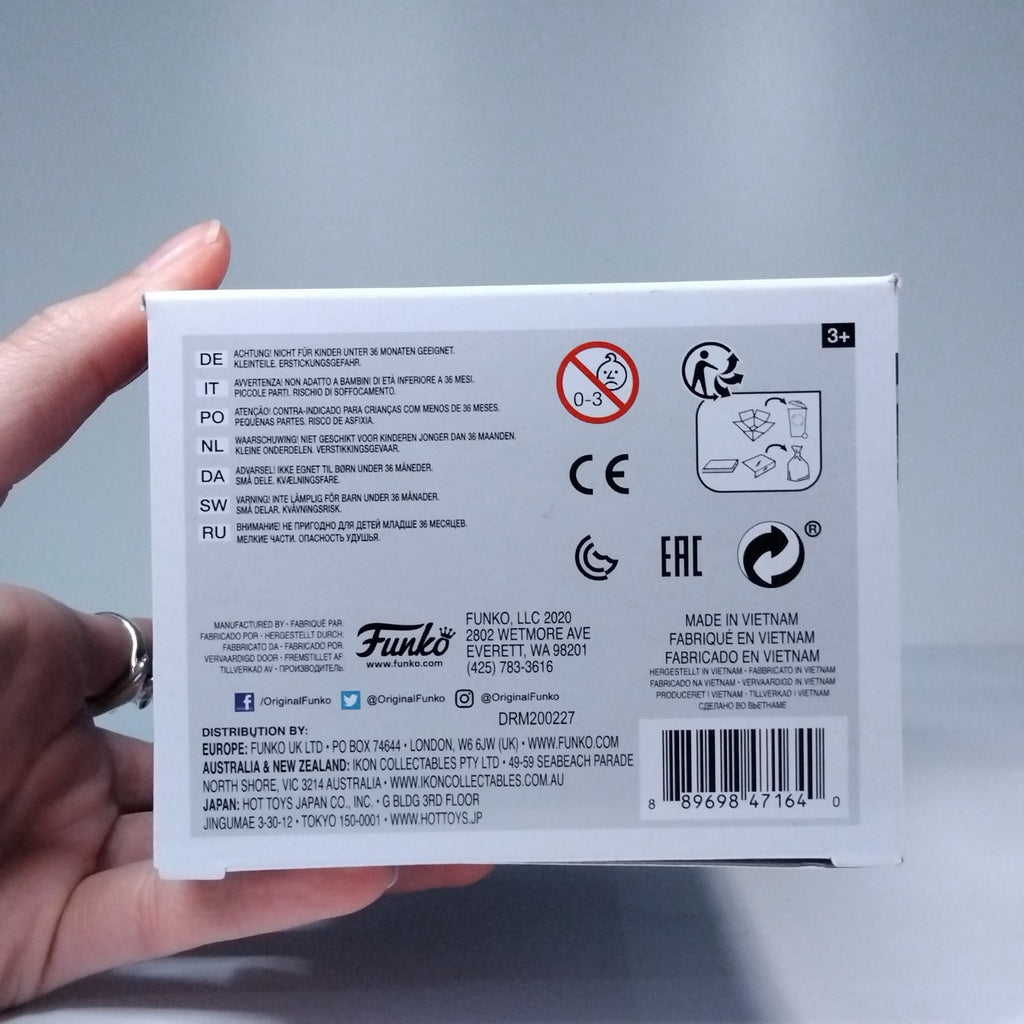 3+
DE ACHTUNG! NICHT FÜR KINDER UNTER 36 MONATEN GEEIGNET.
KLEINTEILE. ERSTICKUNGSGEFAHR.
IT AVVERTENZA! NON ADATTO A BAMBINI DI ETÀ INFERIORE A 36 MESI.
PICCOLE PARTI. RISCHIO DI SOFFOCAMENTO.
PO ATENÇÃO! CONTRA-INDICADO PARA CRIANÇAS COM MENOS DE 36 MESES.
PEQUENAS PARTES. RISCO DE ASFIXIA.
NL WAARSCHUWING! NIET GESCHIKT VOOR KINDEREN JONGER DAN 36 MAANDEN.
KLEINE ONDERDELEN. VERSTIKKINGSGEVAAR.
DA ADVARSEL! IKKE EGNET TIL BØRN UNDER 36 MÅNEDER.
SMÅ DELE. KVÆLNINGSFARE.
SW VARNING! INTE LÄMPLIG FÖR BARN UNDER 36 MÅNADER.
SMÅ DELAR. KVÄVNINGSRISK.
RU ВНИМАНИЕ! НЕ ПРИГОДНО ДЛЯ ДЕТЕЙ МЛАДШЕ 36 МЕСЯЦЕВ.
МЕЛКИЕ ЧАСТИ. ОПАСНОСТЬ УДУШЬЯ.
0-3
CE
EAC
®
MANUFACTURED BY • FABRIQUÉ PAR:
FABRICADO POR • HERGESTELLT DURCH:
FABBRICATO DA • FABRICADO POR:
VERVAARDIGD DOOR • FREMSTILLET AF:
TILLVERKAD AV • ПРОИЗВОДИТЕЛЬ:
Funko
www.funko.com
FUNKO, LLC 2020
2802 WETMORE AVE
EVERETT, WA 98201
(425) 783-3616
MADE IN VIETNAM
FABRIQUÉ EN VIETNAM
FABRICADO EN VIETNAM
HERGESTELLT IN VIETNAM • FABBRICATO IN VIETNAM
FABRICADO NA VIETNAM • VERVAARDIGD IN VIETNAM
PRODUCERET I VIETNAM • TILLVERKAD I VIETNAM
СДЕЛАНО ВО ВЬЕТНАМЕ
f /OriginalFunko @OriginalFunko @OriginalFunko
DRM200227
DISTRIBUTION BY:
EUROPE: FUNKO UK LTD • PO BOX 74644 • LONDON, W6 6JW (UK) • WWW.FUNKO.COM
AUSTRALIA & NEW ZEALAND: IKON COLLECTABLES PTY LTD • 49-59 SEABEACH PARADE
NORTH SHORE, VIC 3214 AUSTRALIA • WWW.IKONCOLLECTABLES.COM.AU
JAPAN: HOT TOYS JAPAN CO., INC. • G BLDG 3RD FLOOR
JINGUMAE 3-30-12 • TOKYO 150-0001 • WWW.HOTTOYS.JP
8 89698 47164 0